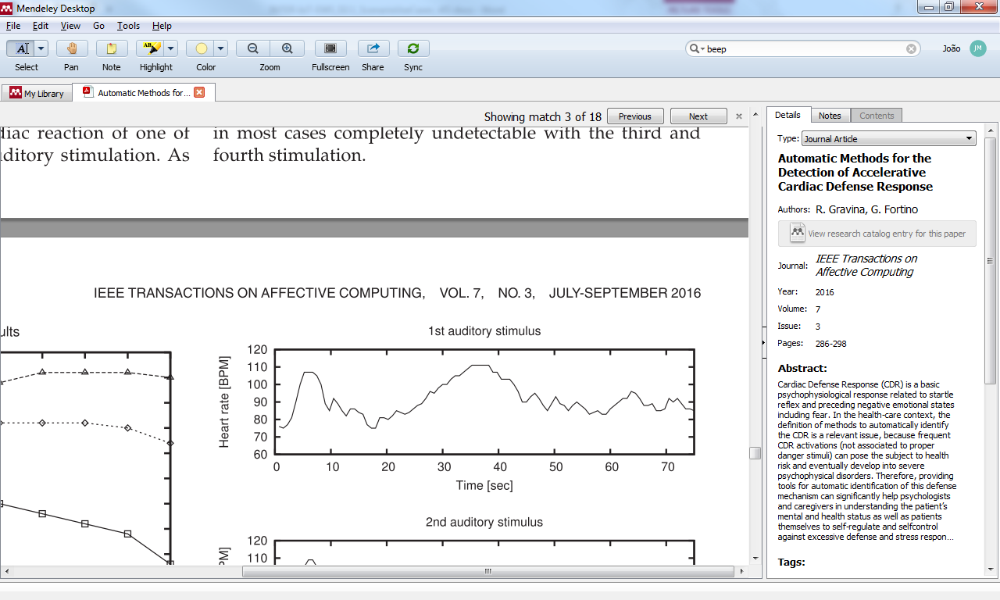 Mendeley Desktop
File Edit View Go Tools Help
A
AB
Select Pan Note Highlight Color Zoom Fullscreen Share Sync
beep
João JM
My Library
Automatic Methods for...
Showing match 3 of 18 Previous Next
diac reaction of one of
ditory stimulation. As
in most cases completely undetectable with the third and
fourth stimulation.
IEEE TRANSACTIONS ON AFFECTIVE COMPUTING, VOL. 7, NO. 3, JULY-SEPTEMBER 2016
ults
1st auditory stimulus
Heart rate [BPM]
120
110
100
90
80
70
60
0 10 20 30 40 50 60 70
Time [sec]
2nd auditory stimulus
PM]
120
110
Details Notes Contents
Type: Journal Article
Automatic Methods for the
Detection of Accelerative
Cardiac Defense Response
Authors: R. Gravina, G. Fortino
View research catalog entry for this paper
Journal: IEEE Transactions on
Affective Computing
Year: 2016
Volume: 7
Issue: 3
Pages: 286-298
Abstract:
Cardiac Defense Response (CDR) is a basic
psychophysiological response related to startle
reflex and preceding negative emotional states
including fear. In the health-care context, the
definition of methods to automatically identify
the CDR is a relevant issue, because frequent
CDR activations (not associated to proper
danger stimuli) can pose the subject to health
risk and eventually develop into severe
psychophysical disorders. Therefore, providing
tools for automatic identification of this defense
mechanism can significantly help psychologists
and caregivers in understanding the patient's
mental and health status as well as patients
themselves to self-regulate and selfcontrol
against excessive defense and stress respon...
Tags: